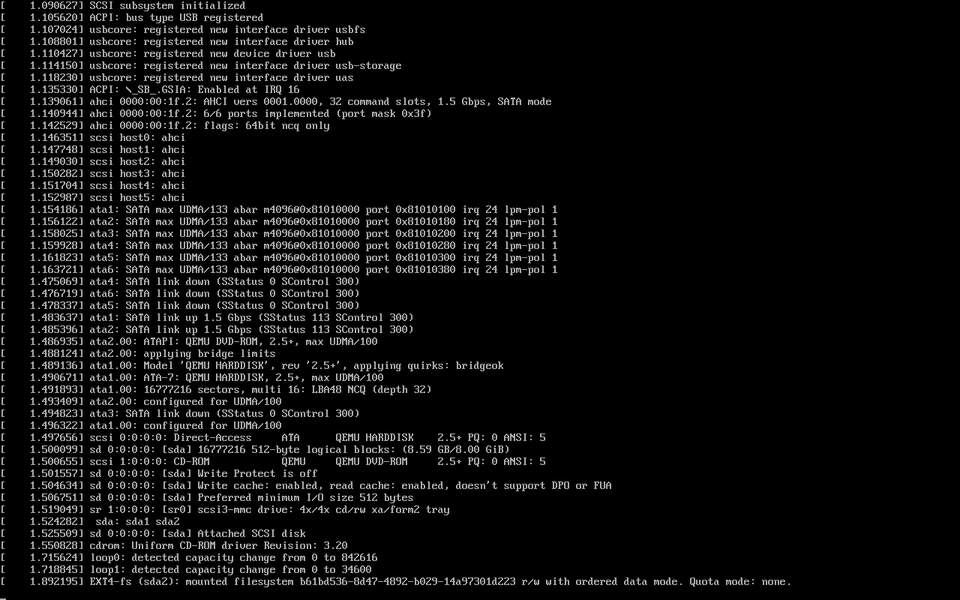 [    1.090627] SCSI subsystem initialized
[    1.105620] ACPI: bus type USB registered
[    1.107024] usbcore: registered new interface driver usbfs
[    1.108801] usbcore: registered new interface driver hub
[    1.110427] usbcore: registered new device driver usb
[    1.114150] usbcore: registered new interface driver usb-storage
[    1.118230] usbcore: registered new interface driver uas
[    1.135330] ACPI: \_SB_.GSIA: Enabled at IRQ 16
[    1.139061] ahci 0000:00:1f.2: AHCI vers 0001.0000, 32 command slots, 1.5 Gbps, SATA mode
[    1.140944] ahci 0000:00:1f.2: 6/6 ports implemented (port mask 0x3f)
[    1.142529] ahci 0000:00:1f.2: flags: 64bit ncq only
[    1.146351] scsi host0: ahci
[    1.147748] scsi host1: ahci
[    1.149030] scsi host2: ahci
[    1.150282] scsi host3: ahci
[    1.151704] scsi host4: ahci
[    1.152987] scsi host5: ahci
[    1.154186] ata1: SATA max UDMA/133 abar m4096@0x81010000 port 0x81010100 irq 24 lpm-pol 1
[    1.156122] ata2: SATA max UDMA/133 abar m4096@0x81010000 port 0x81010180 irq 24 lpm-pol 1
[    1.158025] ata3: SATA max UDMA/133 abar m4096@0x81010000 port 0x81010200 irq 24 lpm-pol 1
[    1.159928] ata4: SATA max UDMA/133 abar m4096@0x81010000 port 0x81010280 irq 24 lpm-pol 1
[    1.161823] ata5: SATA max UDMA/133 abar m4096@0x81010000 port 0x81010300 irq 24 lpm-pol 1
[    1.163721] ata6: SATA max UDMA/133 abar m4096@0x81010000 port 0x81010380 irq 24 lpm-pol 1
[    1.475069] ata4: SATA link down (SStatus 0 SControl 300)
[    1.476719] ata6: SATA link down (SStatus 0 SControl 300)
[    1.478337] ata5: SATA link down (SStatus 0 SControl 300)
[    1.483637] ata1: SATA link up 1.5 Gbps (SStatus 113 SControl 300)
[    1.485396] ata2: SATA link up 1.5 Gbps (SStatus 113 SControl 300)
[    1.486935] ata2.00: ATAPI: QEMU DVD-ROM, 2.5+, max UDMA/100
[    1.488124] ata2.00: applying bridge limits
[    1.489136] ata1.00: Model 'QEMU HARDDISK', rev '2.5+', applying quirks: bridgeok
[    1.490671] ata1.00: ATA-7: QEMU HARDDISK, 2.5+, max UDMA/100
[    1.491893] ata1.00: 16777216 sectors, multi 16: LBA48 NCQ (depth 32)
[    1.493409] ata2.00: configured for UDMA/100
[    1.494823] ata3: SATA link down (SStatus 0 SControl 300)
[    1.496322] ata1.00: configured for UDMA/100
[    1.497656] scsi 0:0:0:0: Direct-Access     ATA      QEMU HARDDISK    2.5+ PQ: 0 ANSI: 5
[    1.500099] sd 0:0:0:0: [sda] 16777216 512-byte logical blocks: (8.59 GB/8.00 GiB)
[    1.500655] scsi 1:0:0:0: CD-ROM            QEMU     QEMU DVD-ROM     2.5+ PQ: 0 ANSI: 5
[    1.501557] sd 0:0:0:0: [sda] Write Protect is off
[    1.504634] sd 0:0:0:0: [sda] Write cache: enabled, read cache: enabled, doesn't support DPO or FUA
[    1.506751] sd 0:0:0:0: [sda] Preferred minimum I/O size 512 bytes
[    1.519049] sr 1:0:0:0: [sr0] scsi3-mmc drive: 4x/4x cd/rw xa/form2 tray
[    1.524282]  sda: sda1 sda2
[    1.525509] sd 0:0:0:0: [sda] Attached SCSI disk
[    1.550828] cdrom: Uniform CD-ROM driver Revision: 3.20
[    1.715624] loop0: detected capacity change from 0 to 842616
[    1.718845] loop1: detected capacity change from 0 to 34600
[    1.892195] EXT4-fs (sda2): mounted filesystem b61bd536-8d47-4892-b029-14a97301d223 r/w with ordered data mode. Quota mode: none.